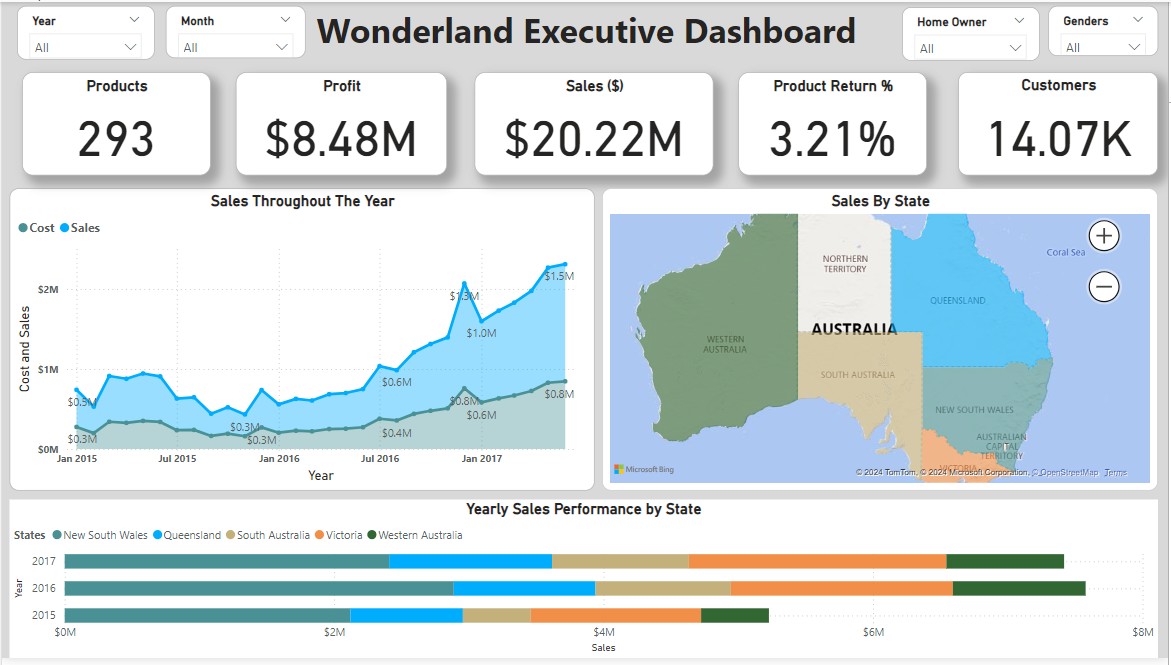 Year
All
Month
All
Wonderland Executive Dashboard
Home Owner
All
Genders
All
Products
293
Profit
$8.48M
Sales ($)
$20.22M
Product Return %
3.21%
Customers
14.07K
Sales Throughout The Year
Cost Sales
Cost and Sales
$2M
$1M
$0M
$0.5M
$0.3M
$0.3M
$0.3M
$0.6M
$0.4M
$1.3M
$1.0M
$0.8M
$0.6M
$1.5M
$0.8M
Jan 2015 Jul 2015 Jan 2016 Jul 2016 Jan 2017
Year
Sales By State
Coral Sea
NORTHERN
TERRITORY
QUEENSLAND
AUSTRALIA
WESTERN
AUSTRALIA
SOUTH AUSTRALIA
NEW SOUTH WALES
AUSTRALIAN
CAPITAL
TERRITORY
VICTORIA
Microsoft Bing
© 2024 TomTom, © 2024 Microsoft Corporation, © OpenStreetMap Terms
Yearly Sales Performance by State
States New South Wales Queensland South Australia Victoria Western Australia
Year
2017
2016
2015
$0M $2M $4M $6M $8M
Sales